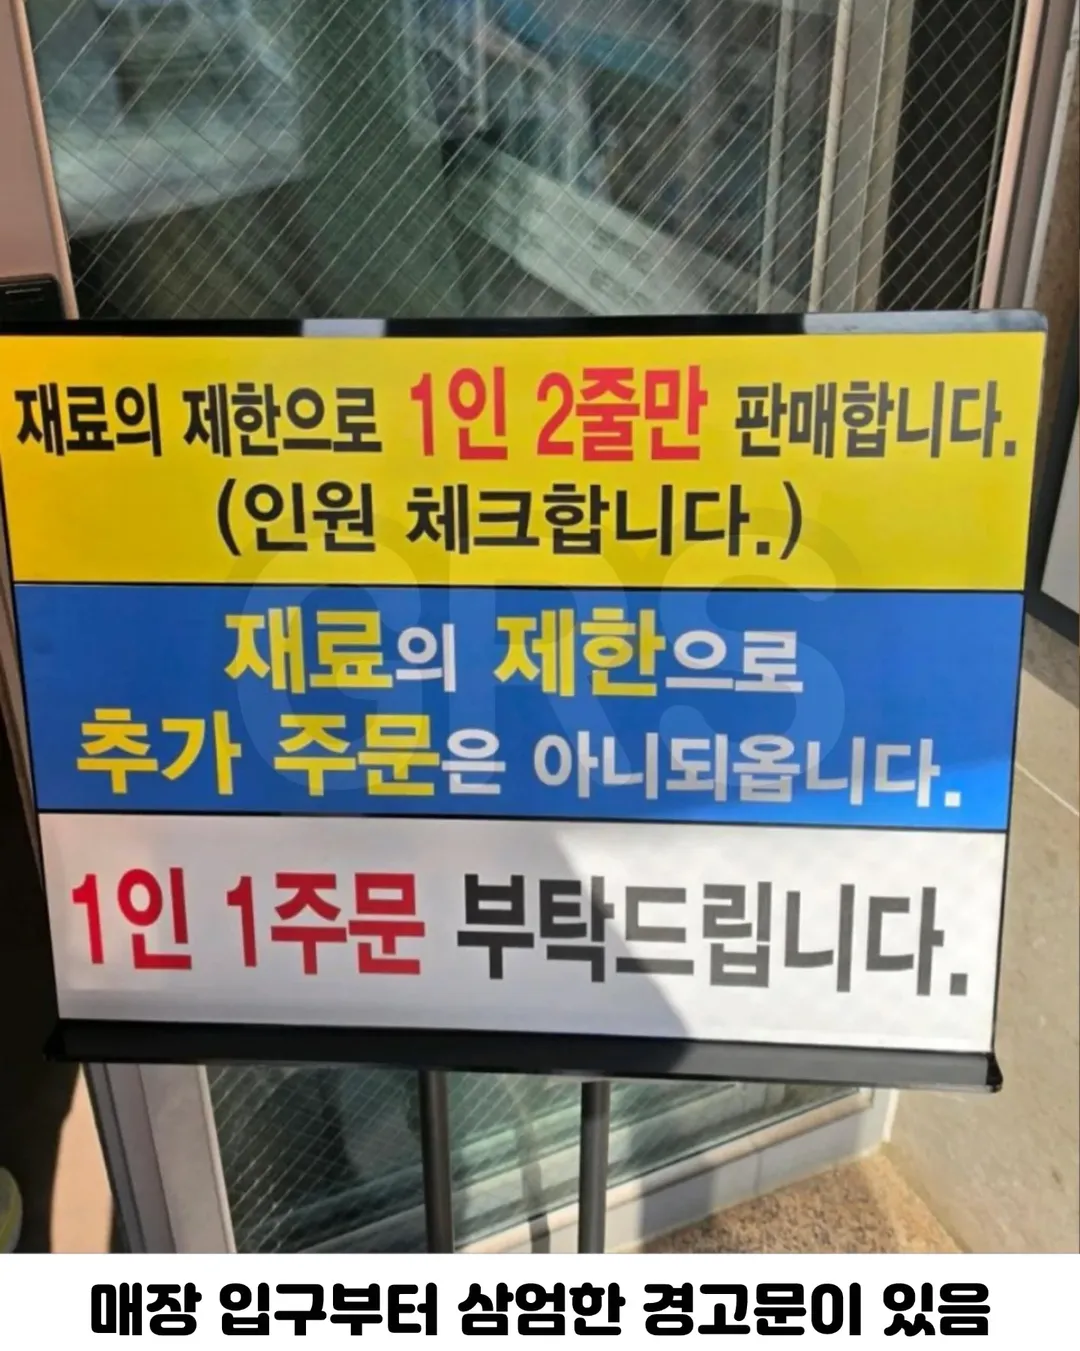 재료의 제한으로 1인 2줄만 판매합니다.
(인원 체크합니다.)
재료의 제한으로
추가 주문은 아니되옵니다.
1인 1주문 부탁드립니다.
GRS
매장 입구부터 삼엄한 경고문이 있음